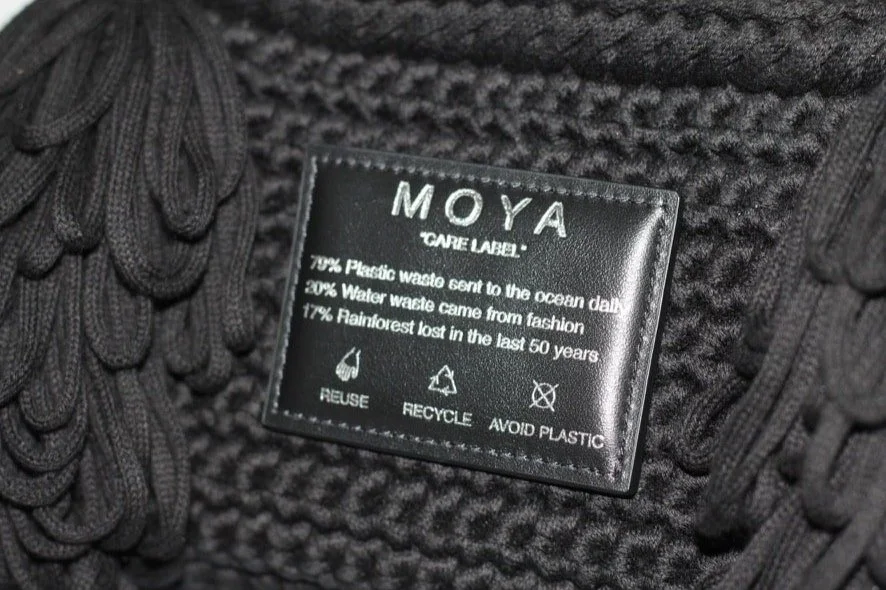 MOYA
"CARE LABEL"
79% Plastic waste sent to the ocean daily
20% Water waste came from fashion
17% Rainforest lost in the last 50 years
REUSE
RECYCLE
AVOID PLASTIC